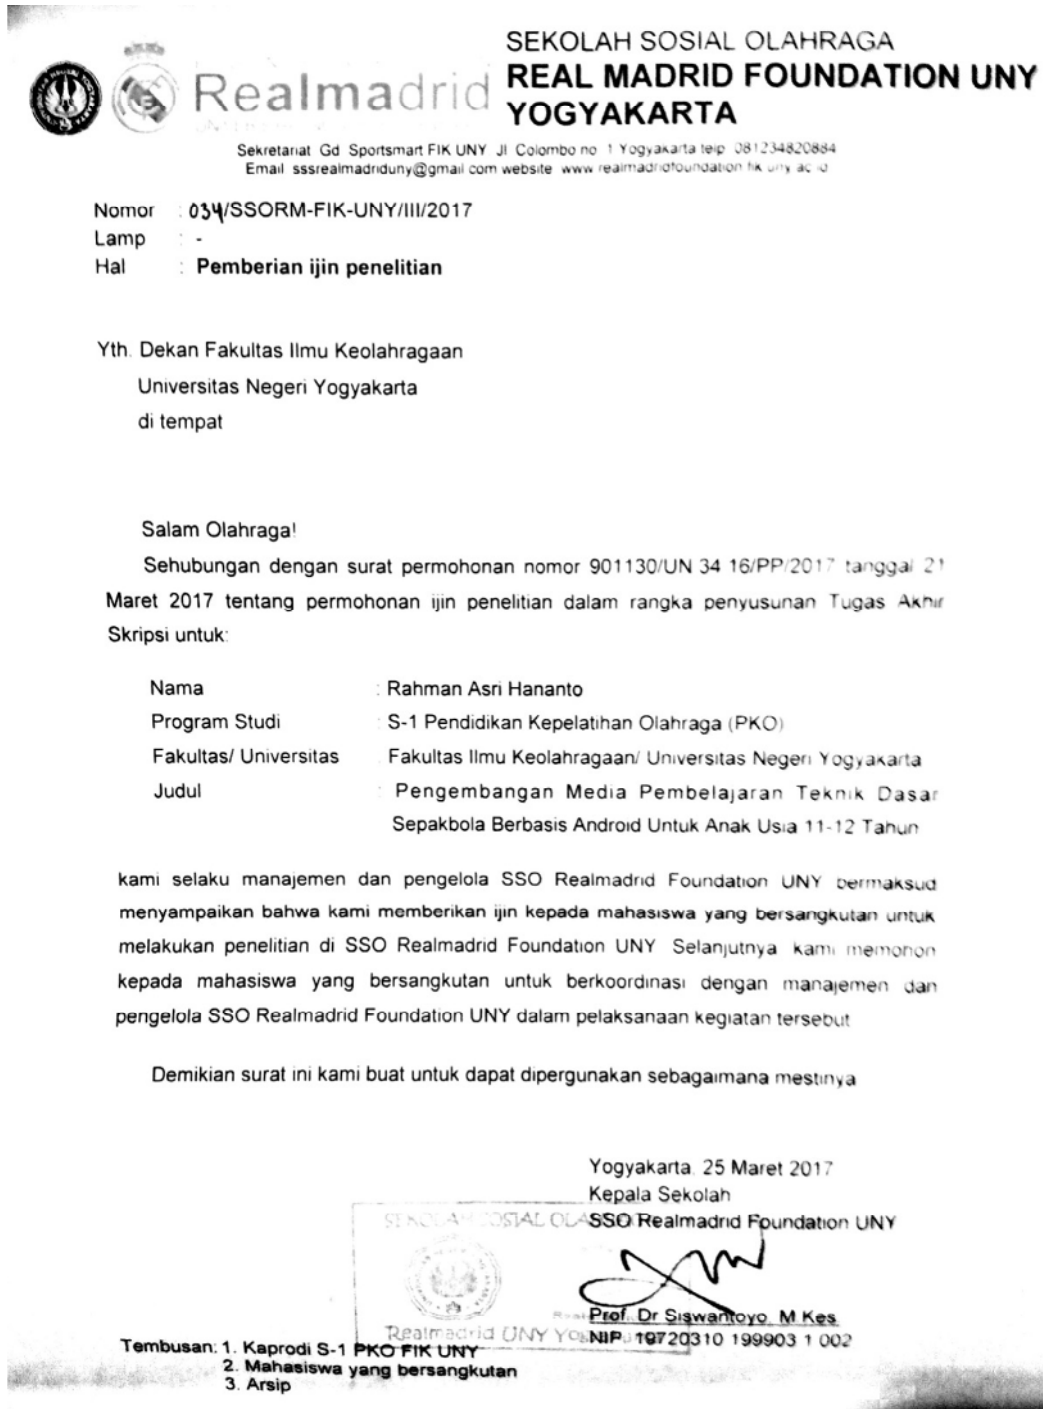 SEKOLAH SOSIAL OLAHRAGA
REAL MADRID FOUNDATION UNY
YOGYAKARTA
Realmadrid
Sekretariat Gd Sportsmart FIK UNY Jl Colombo no 1 Yogyakarta telp 081234820884
Email sssrealmadriduny@gmail com website www realmadridfoundation fik uny ac id
Nomor : 034/SSORM-FIK-UNY/III/2017
Lamp : -
Hal : Pemberian ijin penelitian
Yth. Dekan Fakultas Ilmu Keolahragaan
Universitas Negeri Yogyakarta
di tempat
Salam Olahraga!
Sehubungan dengan surat permohonan nomor 901130/UN 34 16/PP/2017 tanggal 21
Maret 2017 tentang permohonan ijin penelitian dalam rangka penyusunan Tugas Akhir
Skripsi untuk:
Nama : Rahman Asri Hananto
Program Studi : S-1 Pendidikan Kepelatihan Olahraga (PKO)
Fakultas/ Universitas : Fakultas Ilmu Keolahragaan/ Universitas Negeri Yogyakarta
Judul : Pengembangan Media Pembelajaran Teknik Dasar
Sepakbola Berbasis Android Untuk Anak Usia 11-12 Tahun
kami selaku manajemen dan pengelola SSO Realmadrid Foundation UNY bermaksud
menyampaikan bahwa kami memberikan ijin kepada mahasiswa yang bersangkutan untuk
melakukan penelitian di SSO Realmadrid Foundation UNY Selanjutnya kami memohon
kepada mahasiswa yang bersangkutan untuk berkoordinasi dengan manajemen dan
pengelola SSO Realmadrid Foundation UNY dalam pelaksanaan kegiatan tersebut
Demikian surat ini kami buat untuk dapat dipergunakan sebagaimana mestinya
Yogyakarta. 25 Maret 2017
Kepala Sekolah
SSO Realmadrid Foundation UNY
SEKOLAH SOSIAL
Realmadrid UNY
Prof. Dr Siswantoyo. M Kes
NIP. 19720310 199903 1 002
Tembusan: 1. Kaprodi S-1 PKO FIK UNY
2. Mahasiswa yang bersangkutan
3. Arsip